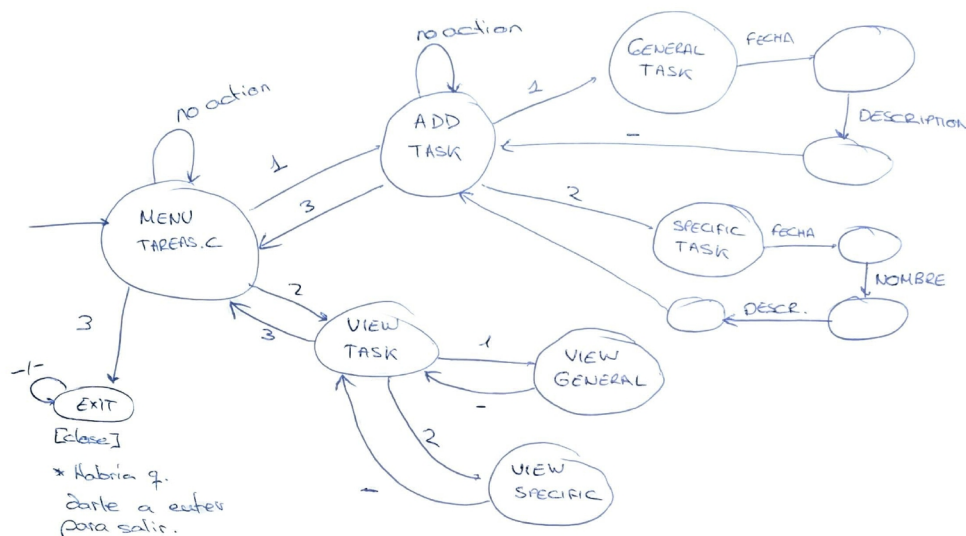 no action
no action
1
GENERAL
TASK
FECHA
DESCRIPTION
ADD
TASK
-
1
3
2
MENU
TAREAS.C
SPECIFIC
TASK
FECHA
NOMBRE
DESCR.
2
3
3
VIEW
TASK
1
VIEW
GENERAL
-
-/-
EXIT
[close]
2
-
VIEW
SPECIFIC
* Habría q.
darle a enter
para salir.